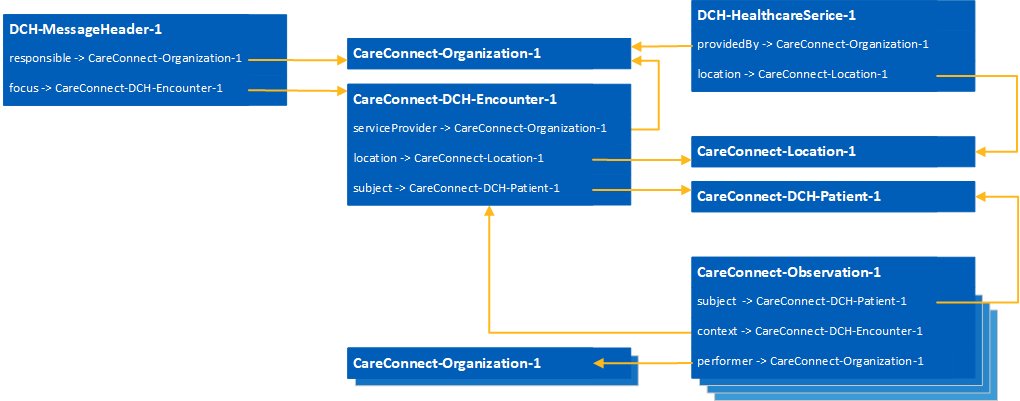 DCH-MessageHeader-1
responsible -> CareConnect-Organization-1
focus -> CareConnect-DCH-Encounter-1
CareConnect-Organization-1
CareConnect-DCH-Encounter-1
serviceProvider -> CareConnect-Organization-1
location -> CareConnect-Location-1
subject -> CareConnect-DCH-Patient-1
DCH-HealthcareSerice-1
providedBy -> CareConnect-Organization-1
location -> CareConnect-Location-1
CareConnect-Location-1
CareConnect-DCH-Patient-1
CareConnect-Observation-1
subject -> CareConnect-DCH-Patient-1
context -> CareConnect-DCH-Encounter-1
performer -> CareConnect-Organization-1
CareConnect-Organization-1